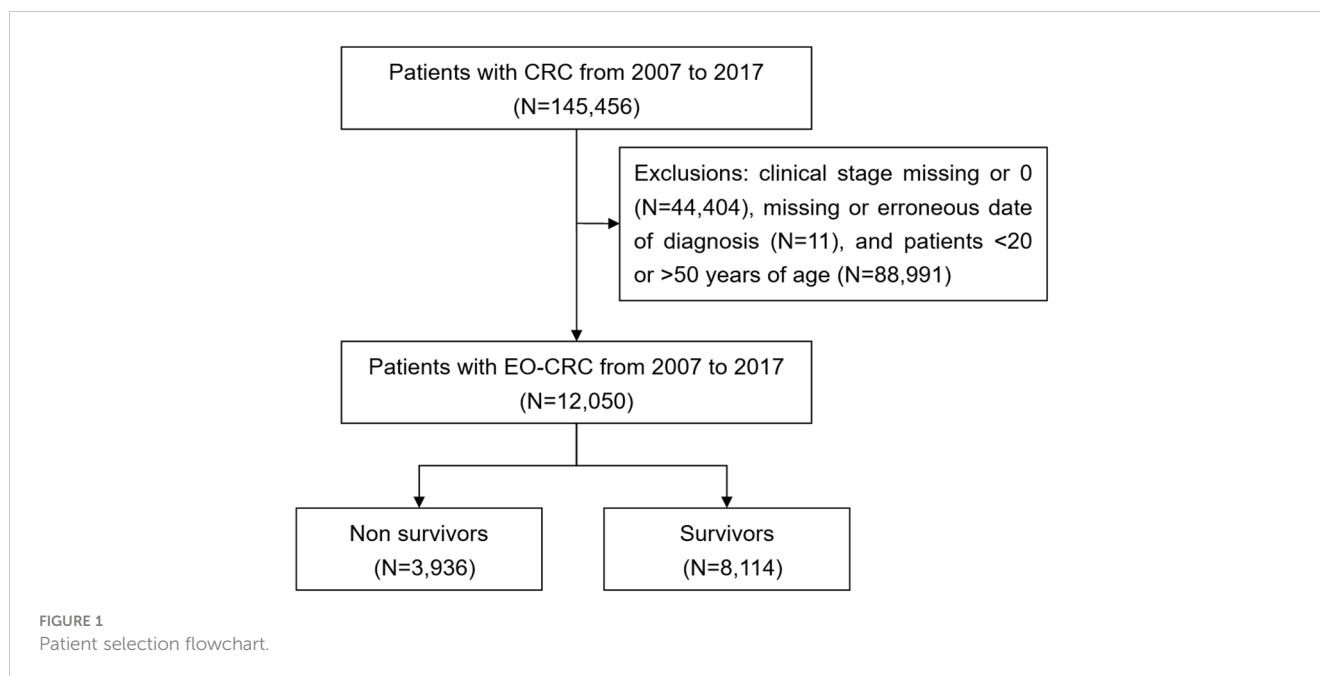 Patients with CRC from 2007 to 2017
(N=145,456)
Exclusions: clinical stage missing or 0
(N=44,404), missing or erroneous date
of diagnosis (N=11), and patients <20
or >50 years of age (N=88,991)
Patients with EO-CRC from 2007 to 2017
(N=12,050)
Non survivors
(N=3,936)
Survivors
(N=8,114)
FIGURE 1
Patient selection flowchart.